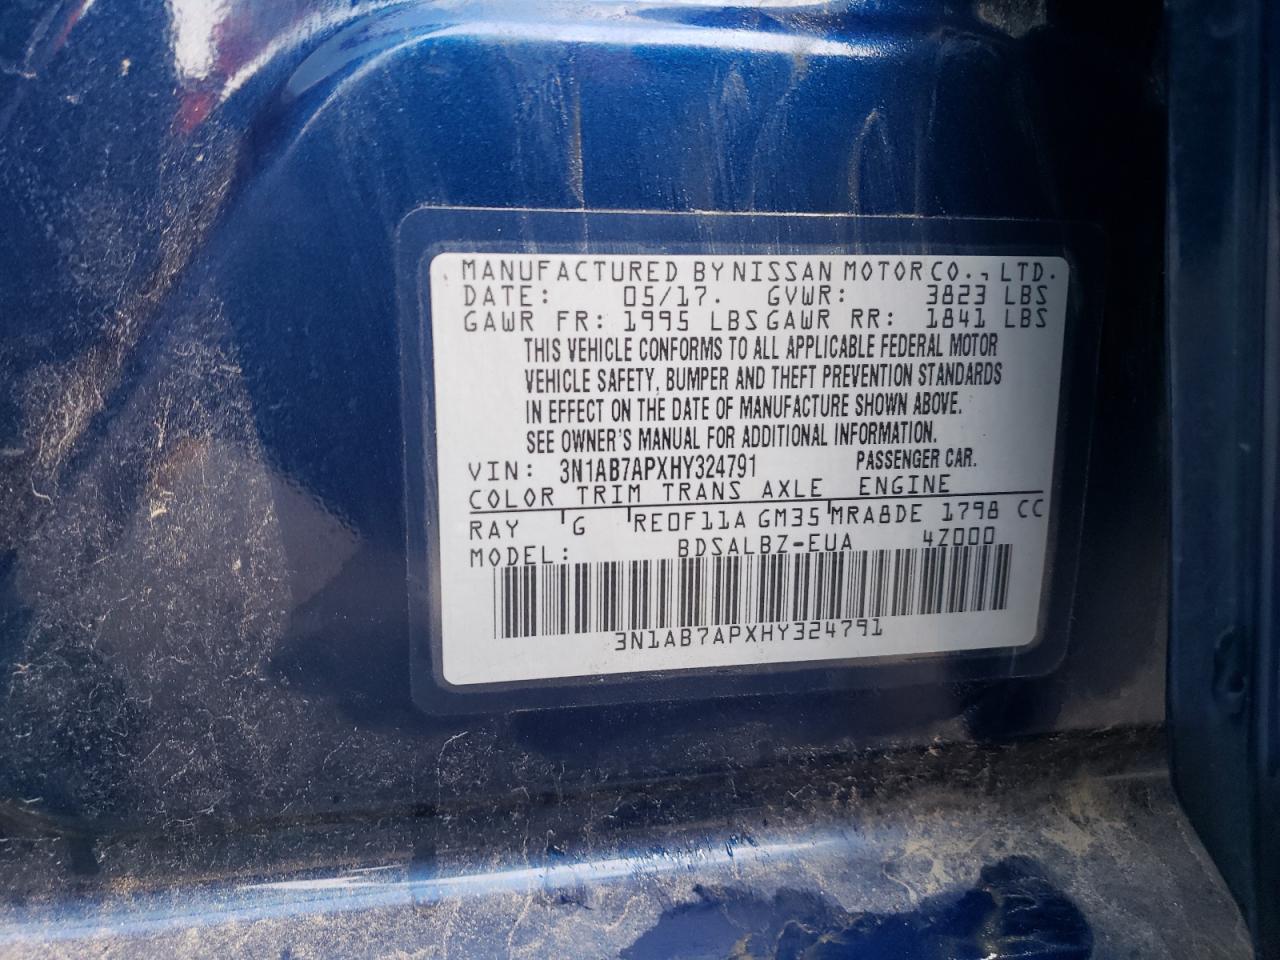 MANUFACTURED BY NISSAN MOTOR CO., LTD.
DATE: 05/17. GVWR: 3823 LBS
GAWR FR: 1995 LBS GAWR RR: 1841 LBS
THIS VEHICLE CONFORMS TO ALL APPLICABLE FEDERAL MOTOR
VEHICLE SAFETY, BUMPER AND THEFT PREVENTION STANDARDS
IN EFFECT ON THE DATE OF MANUFACTURE SHOWN ABOVE.
SEE OWNER'S MANUAL FOR ADDITIONAL INFORMATION.
VIN: 3N1AB7APXHY324791 PASSENGER CAR.
COLOR TRIM TRANS AXLE ENGINE
RAY G RE0F11A GM35 MRA8DE 1798 CC
MODEL: BDSALBZ-EUA 4Z000
3N1AB7APXHY324791